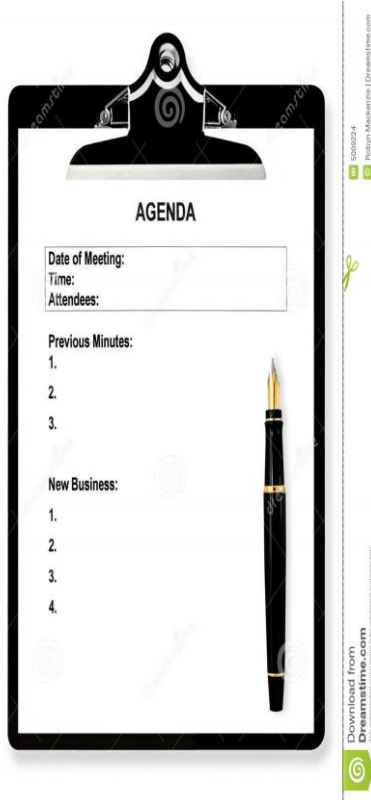 AGENDA
Date of Meeting:
Time:
Attendees:
Previous Minutes:
1.
2.
3.
New Business:
1.
2.
3.
4.
ID 5009224
© Robyn Mackenzie | Dreamstime.com
Download from
Dreamstime.com